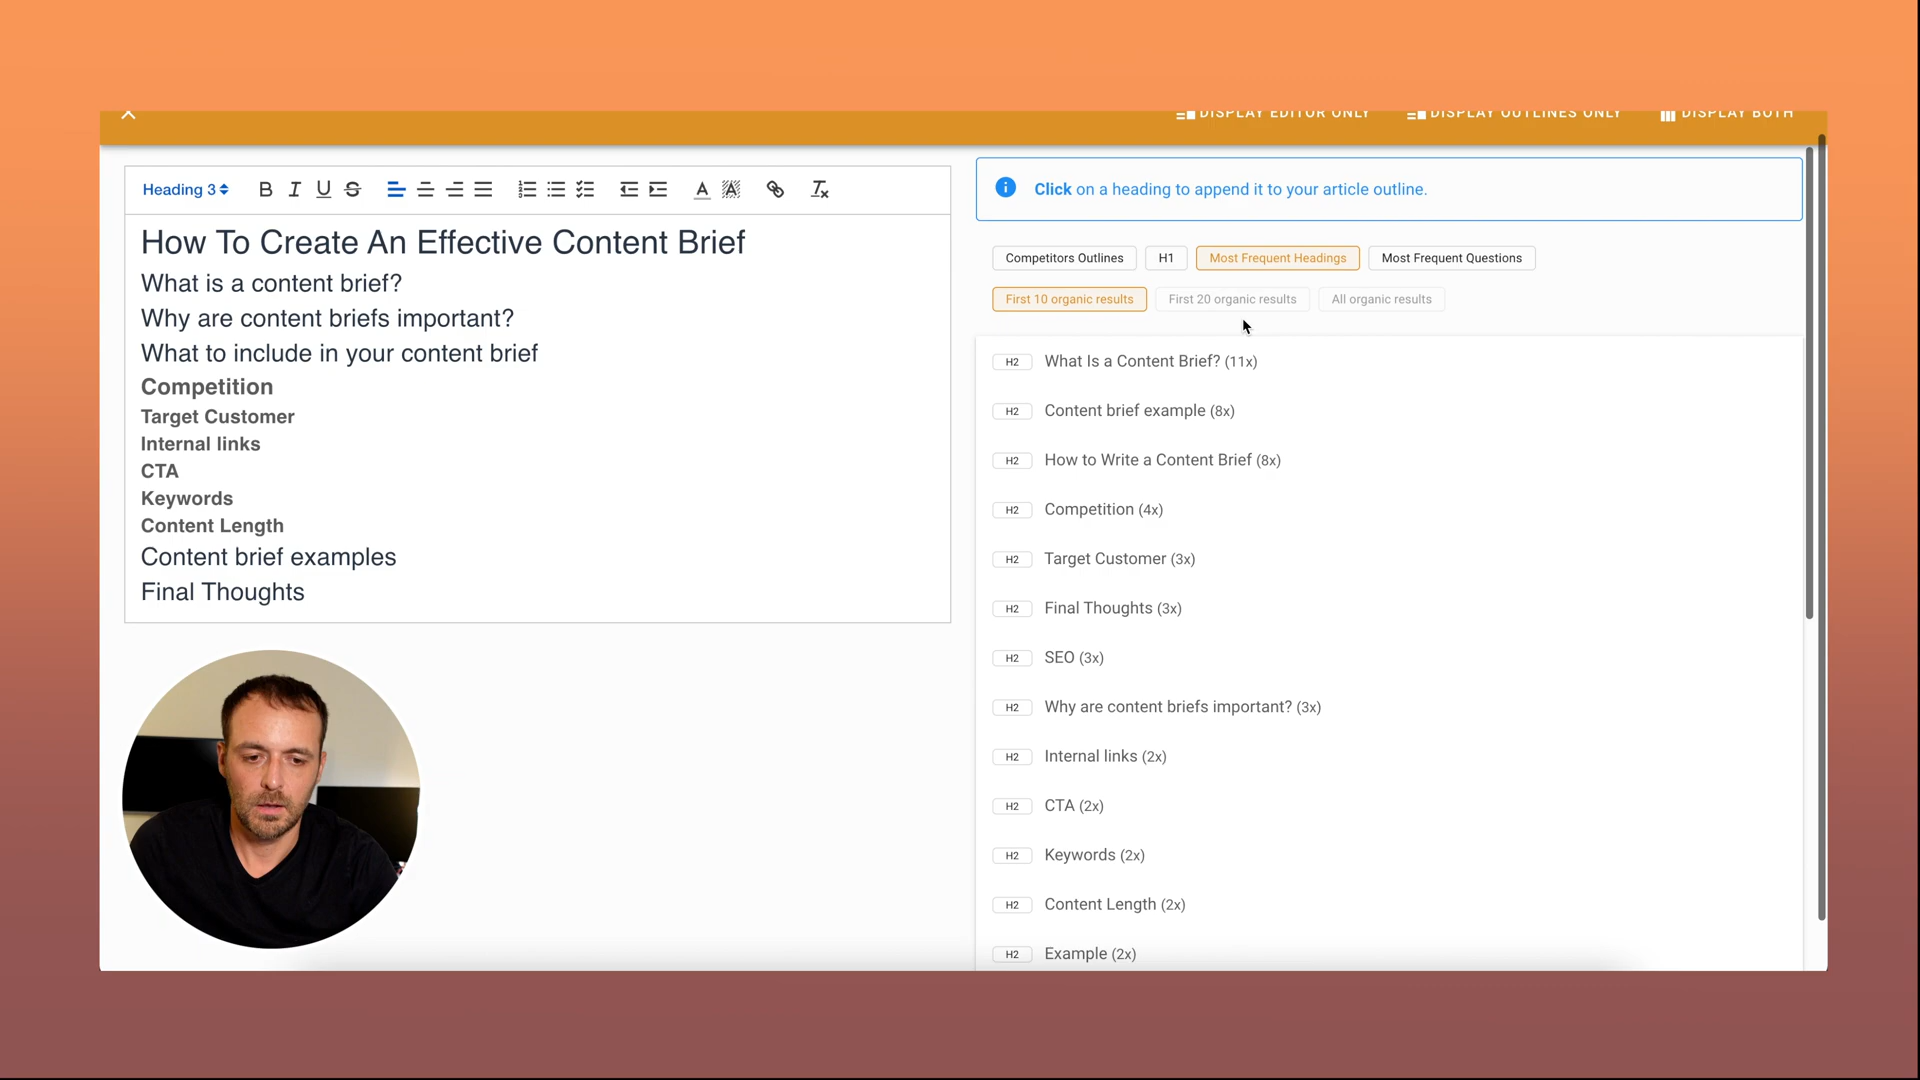 DISPLAY EDITOR ONLY DISPLAY OUTLINES ONLY DISPLAY BOTH
Heading 3 B I U S
How To Create An Effective Content Brief
What is a content brief?
Why are content briefs important?
What to include in your content brief
Competition
Target Customer
Internal links
CTA
Keywords
Content Length
Content brief examples
Final Thoughts
Click on a heading to append it to your article outline.
Competitors Outlines H1 Most Frequent Headings Most Frequent Questions
First 10 organic results First 20 organic results All organic results
H2 What Is a Content Brief? (11x)
H2 Content brief example (8x)
H2 How to Write a Content Brief (8x)
H2 Competition (4x)
H2 Target Customer (3x)
H2 Final Thoughts (3x)
H2 SEO (3x)
H2 Why are content briefs important? (3x)
H2 Internal links (2x)
H2 CTA (2x)
H2 Keywords (2x)
H2 Content Length (2x)
H2 Example (2x)